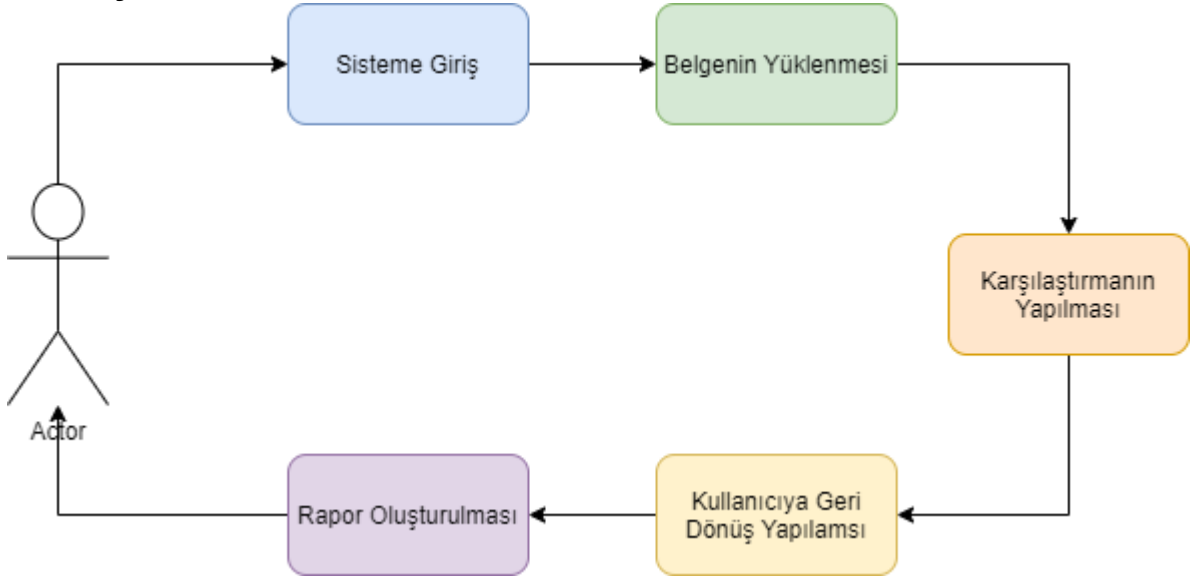 Sisteme Giriş
Belgenin Yüklenmesi
Karşılaştırmanın
Yapılması
Actor
Rapor Oluşturulması
Kullanıcıya Geri
Dönüş Yapılamsı